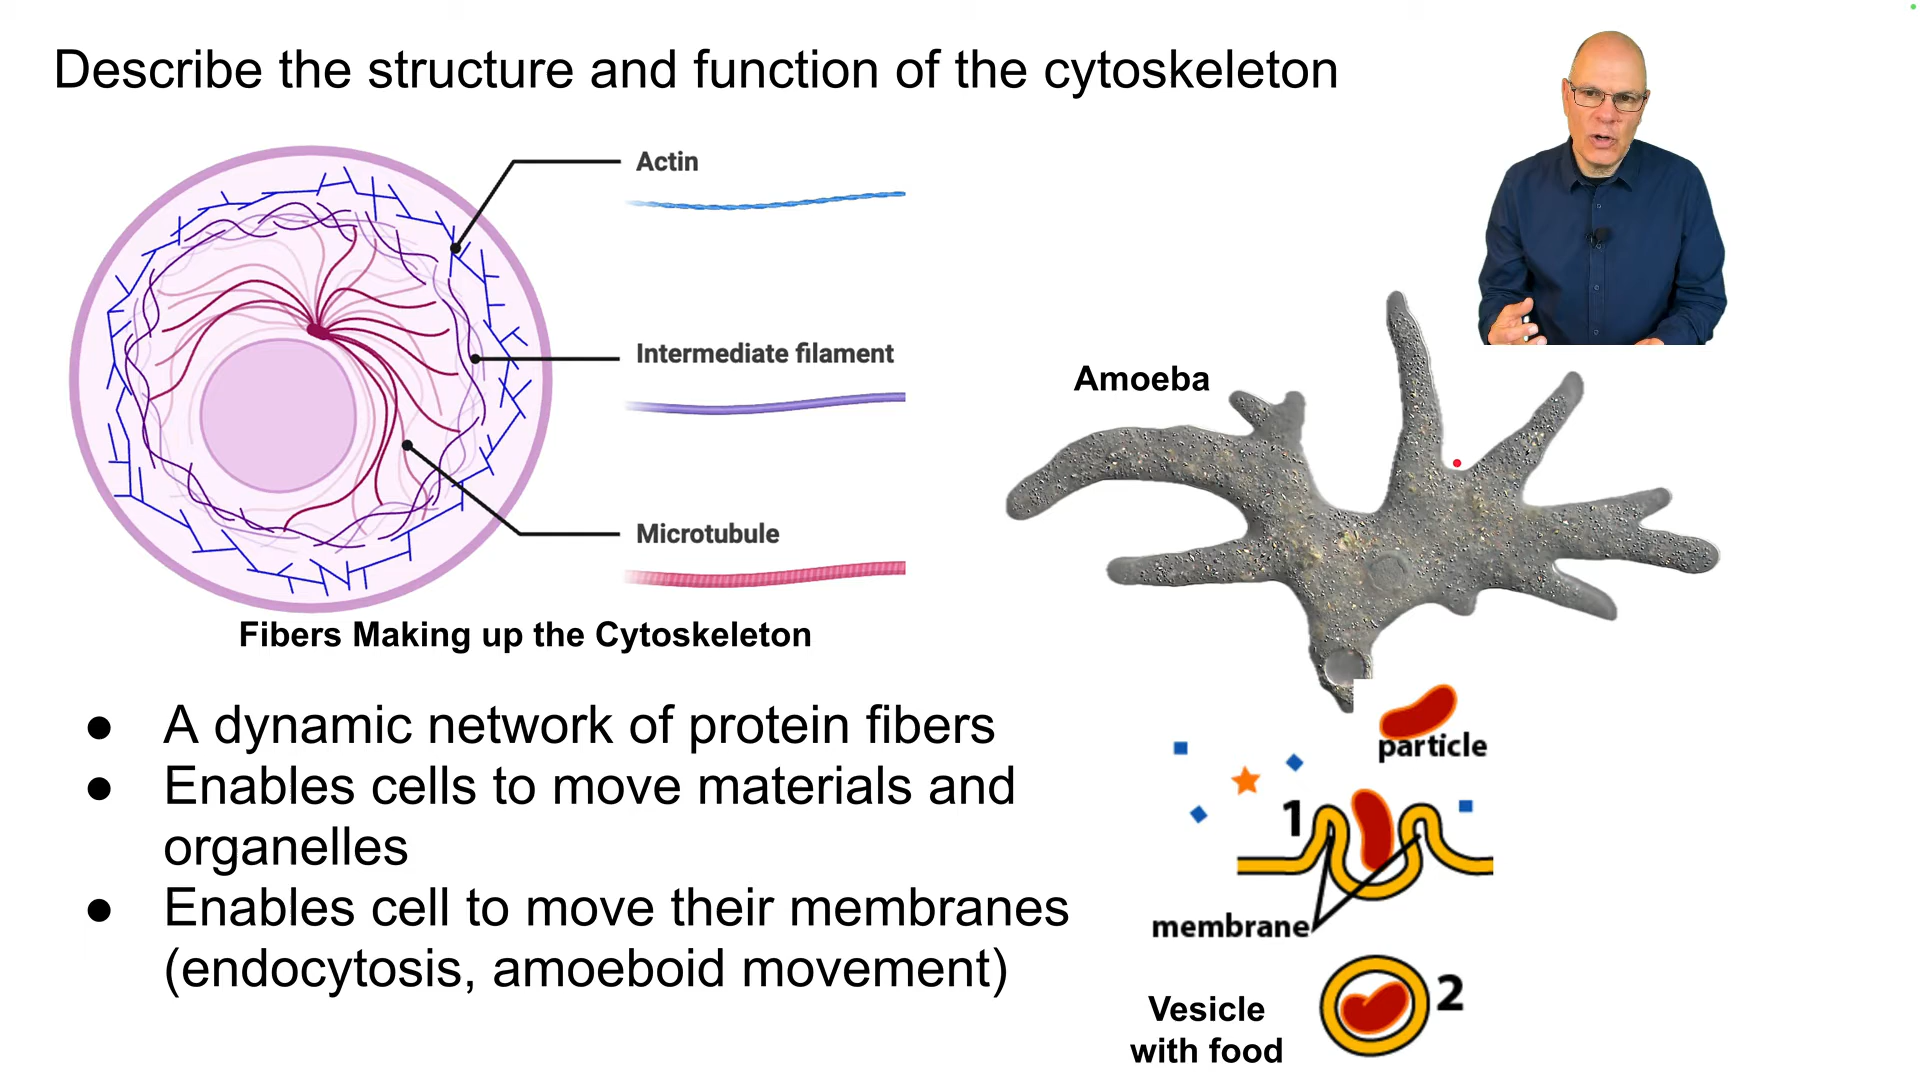 Describe the structure and function of the cytoskeleton
Actin
Intermediate filament
Microtubule
Fibers Making up the Cytoskeleton
● A dynamic network of protein fibers
● Enables cells to move materials and
organelles
● Enables cell to move their membranes
(endocytosis, amoeboid movement)
Amoeba
particle
1
membrane
2
Vesicle
with food